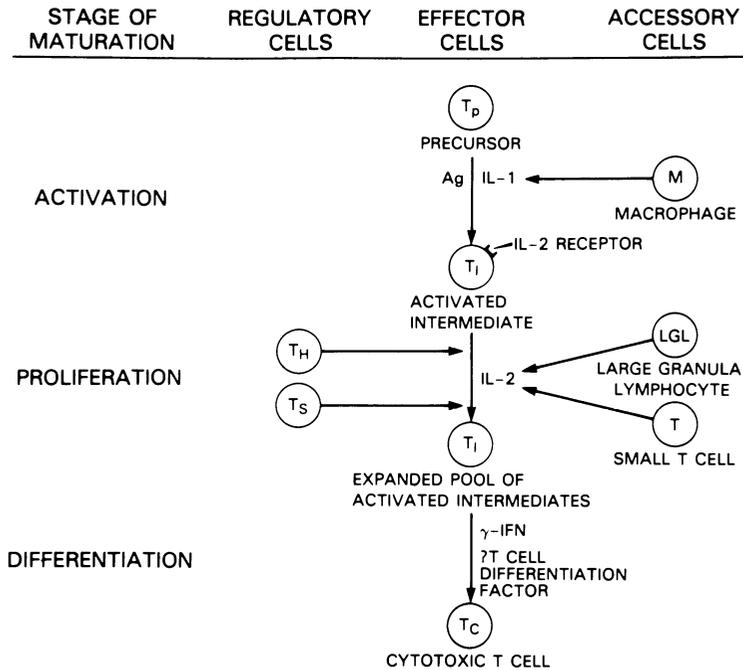 STAGE OF MATURATION
REGULATORY CELLS
EFFECTOR CELLS
ACCESSORY CELLS
Tp
PRECURSOR
ACTIVATION
Ag
IL-1
M
MACROPHAGE
IL-2 RECEPTOR
TI
ACTIVATED
INTERMEDIATE
PROLIFERATION
TH
TS
IL-2
LGL
LARGE GRANULA
LYMPHOCYTE
T
SMALL T CELL
TI
EXPANDED POOL OF
ACTIVATED INTERMEDIATES
DIFFERENTIATION
γ-IFN
?T CELL
DIFFERENTIATION
FACTOR
TC
CYTOTOXIC T CELL